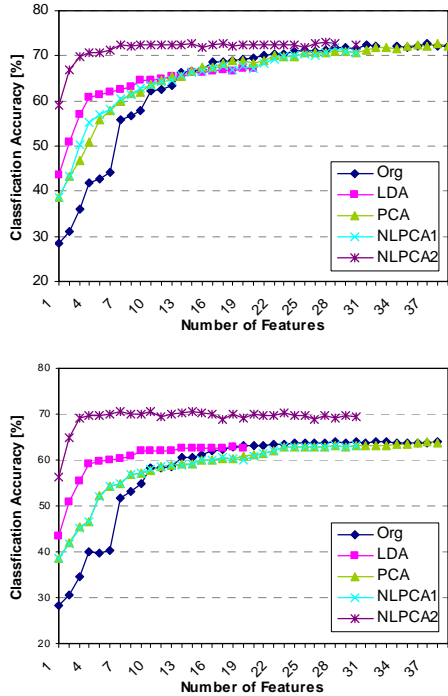 Classfication Accuracy [%]
80
70
60
50
40
30
20
Org
LDA
PCA
NLPCA1
NLPCA2
1 4 7 10 13 16 19 22 25 28 31 34 37
Number of Features
Classfication Accuracy [%]
80
70
60
50
40
30
20
Org
LDA
PCA
NLPCA1
NLPCA2
1 4 7 10 13 16 19 22 25 28 31 34 37
Number of Features